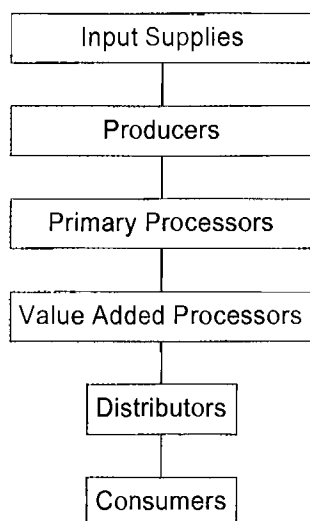 Input Supplies
Producers
Primary Processors
Value Added Processors
Distributors
Consumers